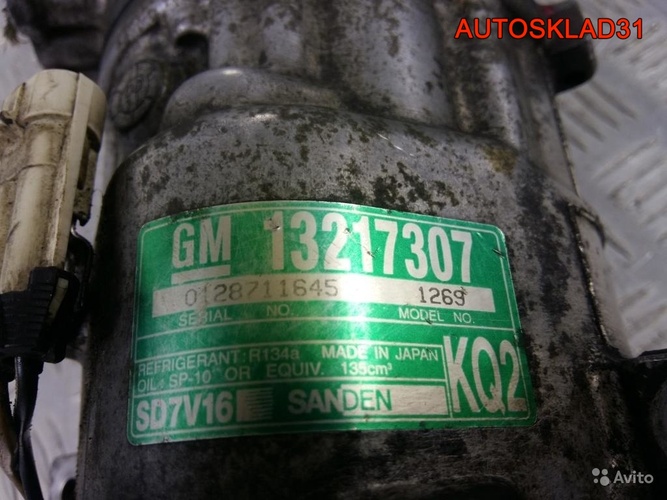 AUTOSKLAD31
GM 13217307
0128711645 1269
SERIAL NO. MODEL NO.
REFRIGERANT: R134a MADE IN JAPAN
OIL: SP-10 OR EQUIV. 135cm³
KQ2
SD7V16 SANDEN
Avito